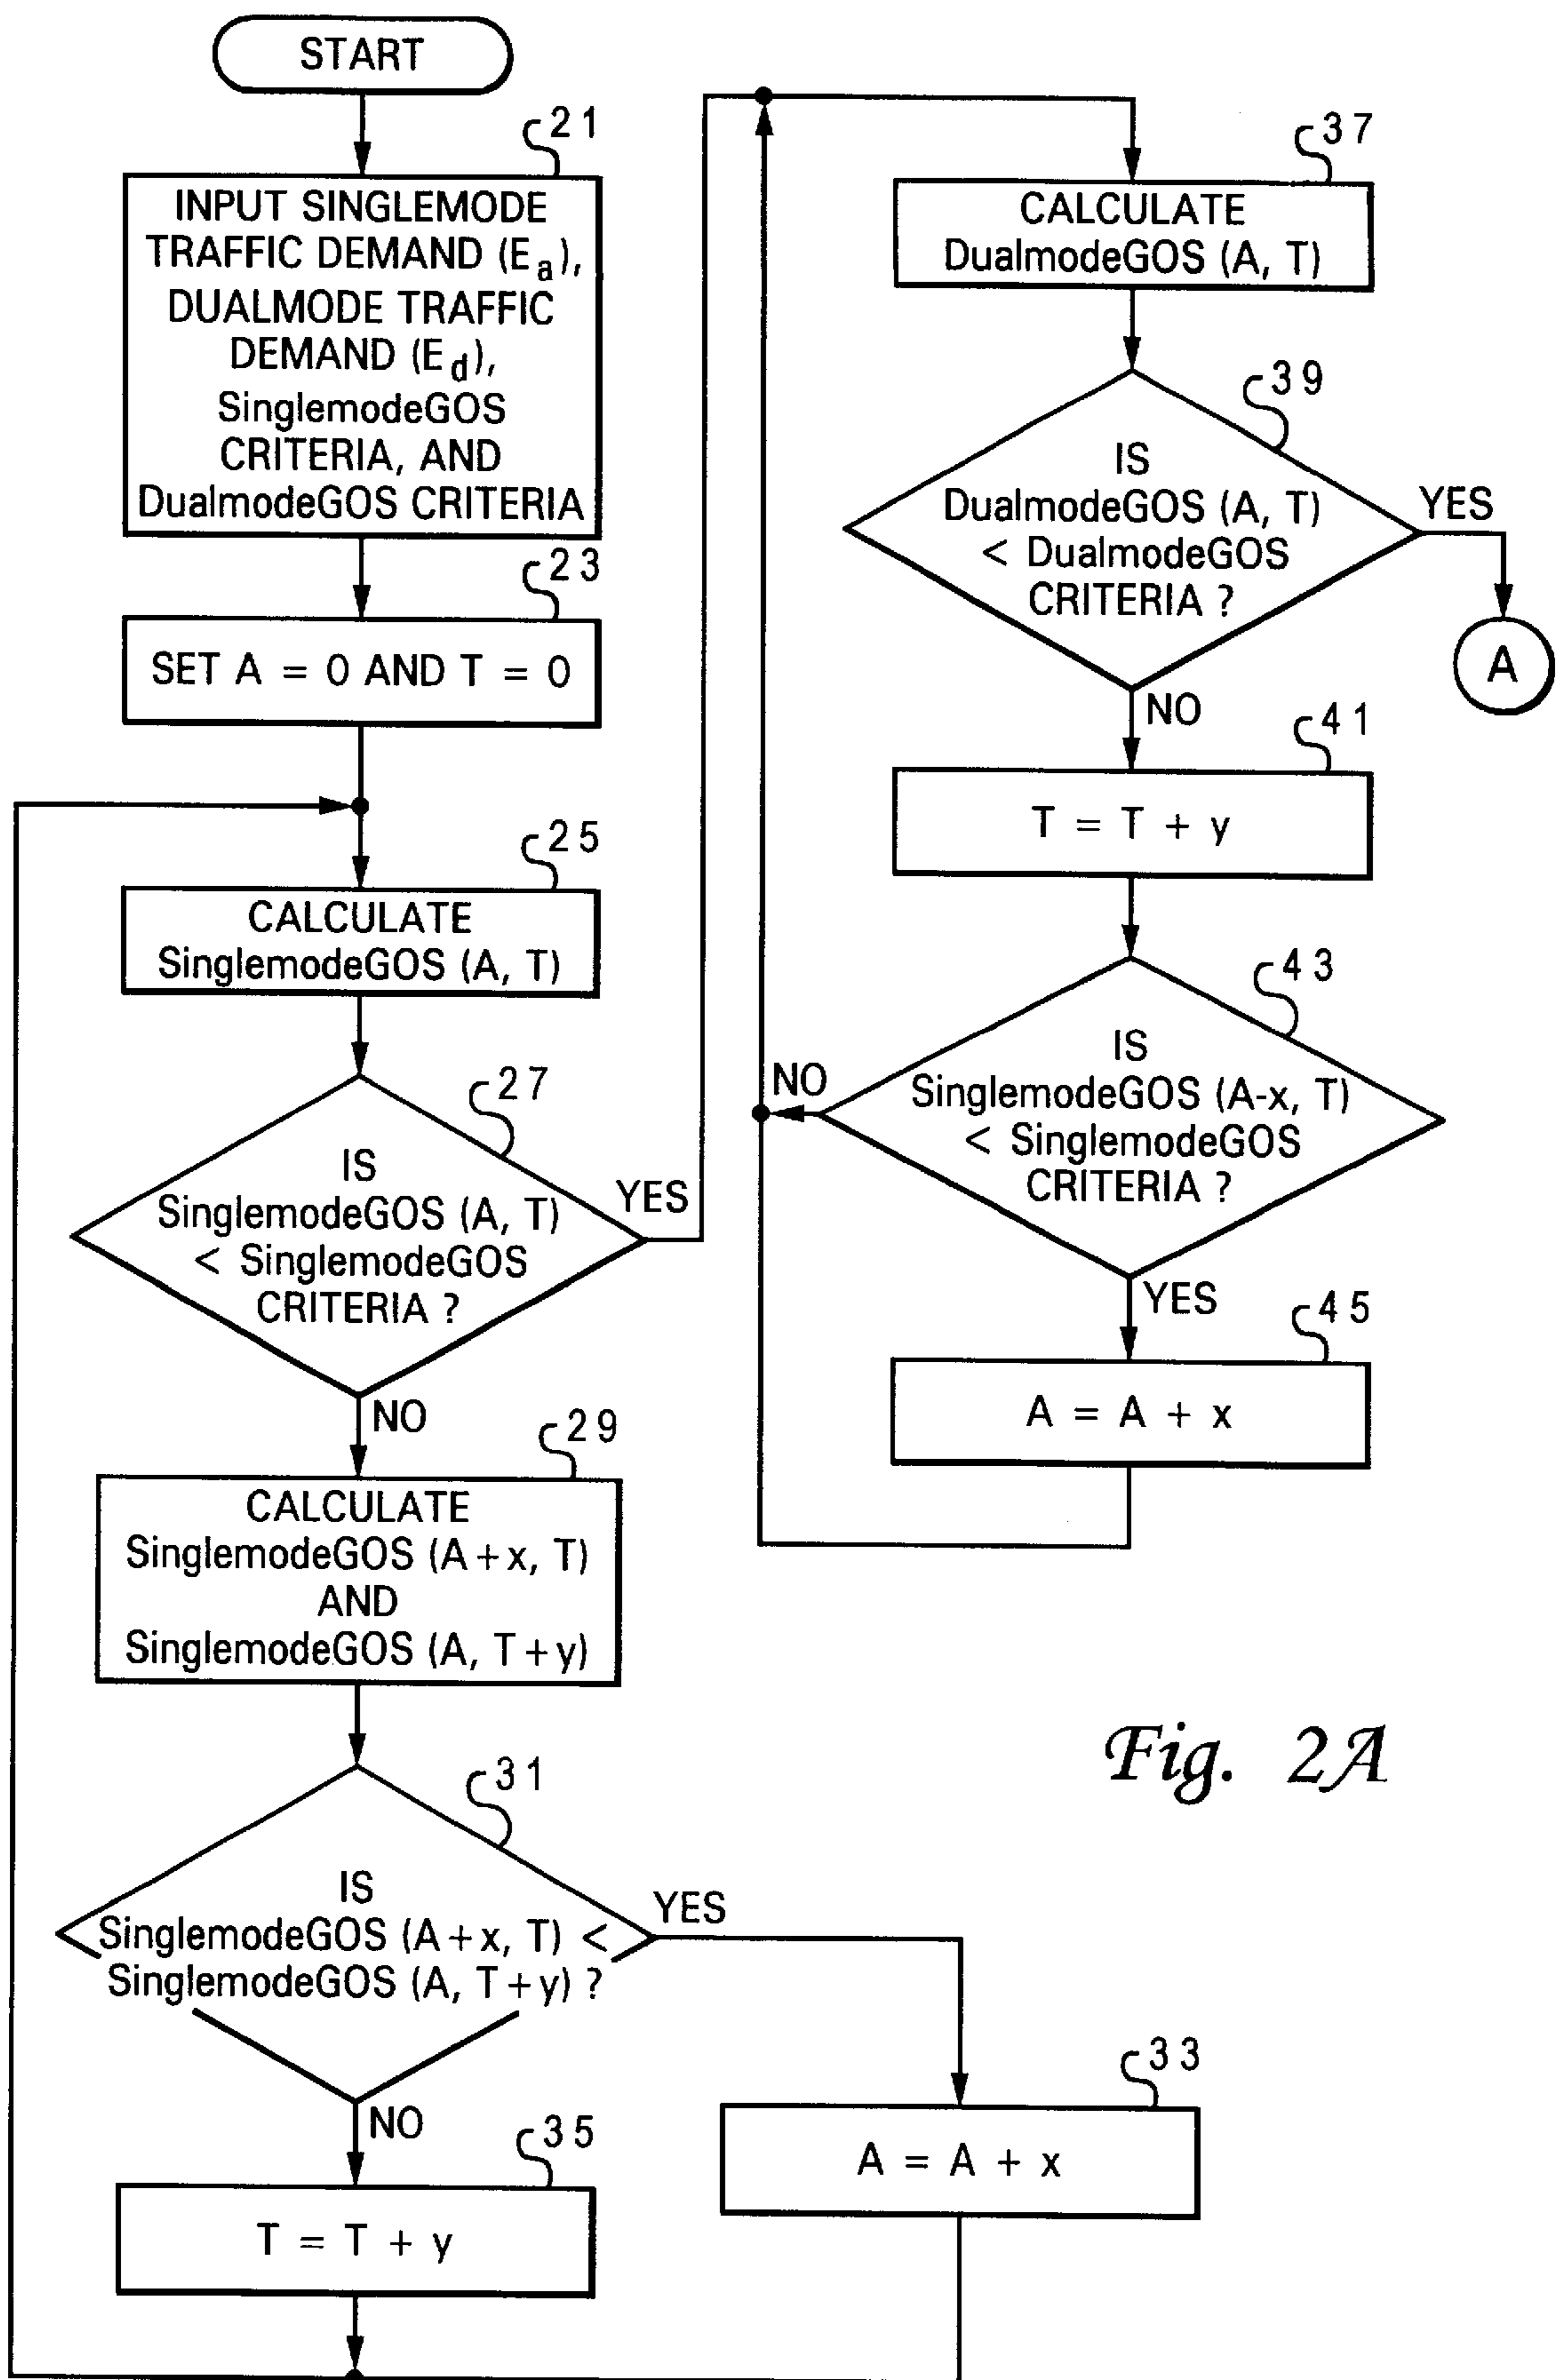 START
21
INPUT SINGLEMODE
TRAFFIC DEMAND (Ea),
DUALMODE TRAFFIC
DEMAND (Ed),
SinglemodeGOS
CRITERIA, AND
DualmodeGOS CRITERIA
23
SET A = 0 AND T = 0
25
CALCULATE
SinglemodeGOS (A, T)
27
IS
SinglemodeGOS (A, T)
< SinglemodeGOS
CRITERIA ?
YES
NO
29
CALCULATE
SinglemodeGOS (A+x, T)
AND
SinglemodeGOS (A, T+y)
31
IS
SinglemodeGOS (A+x, T) <
SinglemodeGOS (A, T+y) ?
YES
NO
33
A = A + x
35
T = T + y
37
CALCULATE
DualmodeGOS (A, T)
39
IS
DualmodeGOS (A, T)
< DualmodeGOS
CRITERIA ?
YES
A
NO
41
T = T + y
43
IS
SinglemodeGOS (A-x, T)
< SinglemodeGOS
CRITERIA ?
NO
YES
45
A = A + x
Fig. 2A